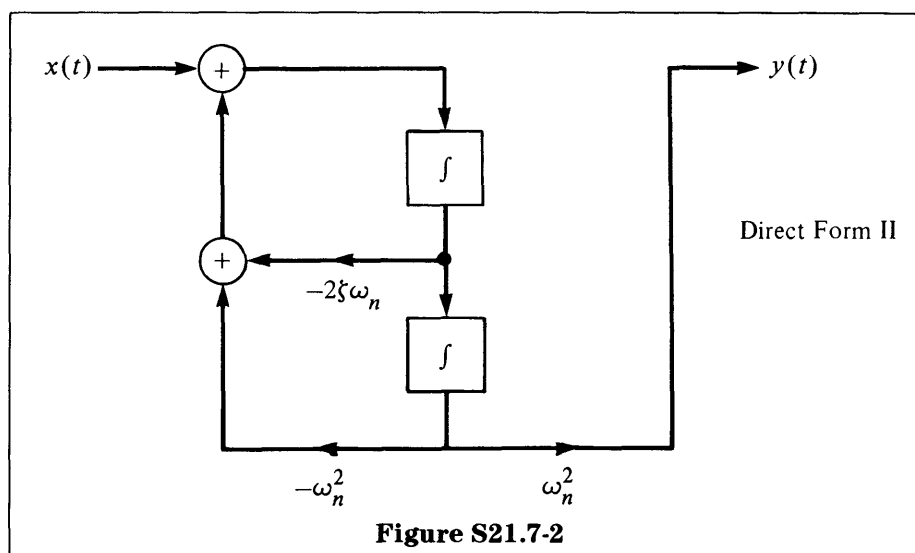 x(t)
+
y(t)
∫
Direct Form II
+
−2ζω_n
∫
−ω_n^2
ω_n^2
Figure S21.7-2